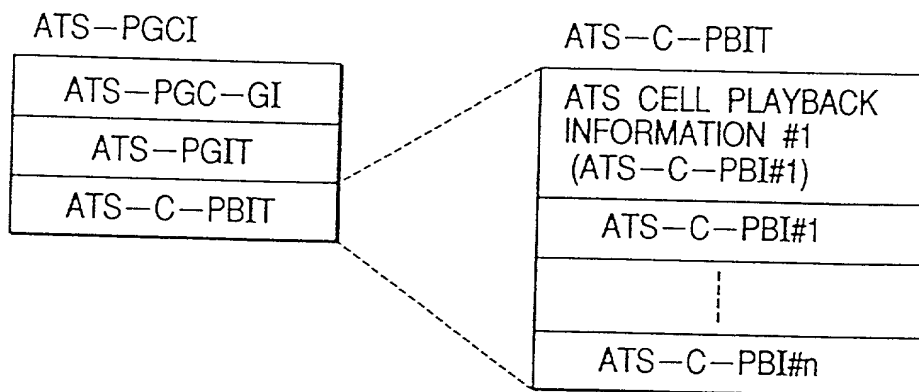 ATS-PGCI
ATS-PGC-GI
ATS-PGIT
ATS-C-PBIT
ATS-C-PBIT
ATS CELL PLAYBACK
INFORMATION #1
(ATS-C-PBI#1)
ATS-C-PBI#1
ATS-C-PBI#n